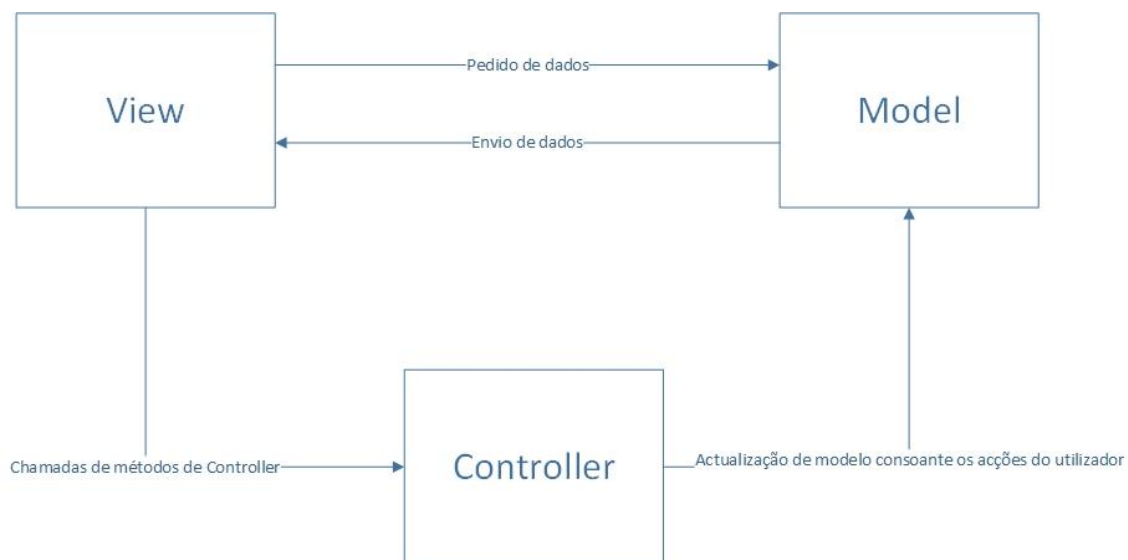 View
Pedido de dados
Model
Envio de dados
Chamadas de métodos de Controller
Controller
Actualização de modelo consoante os acções do utilizador